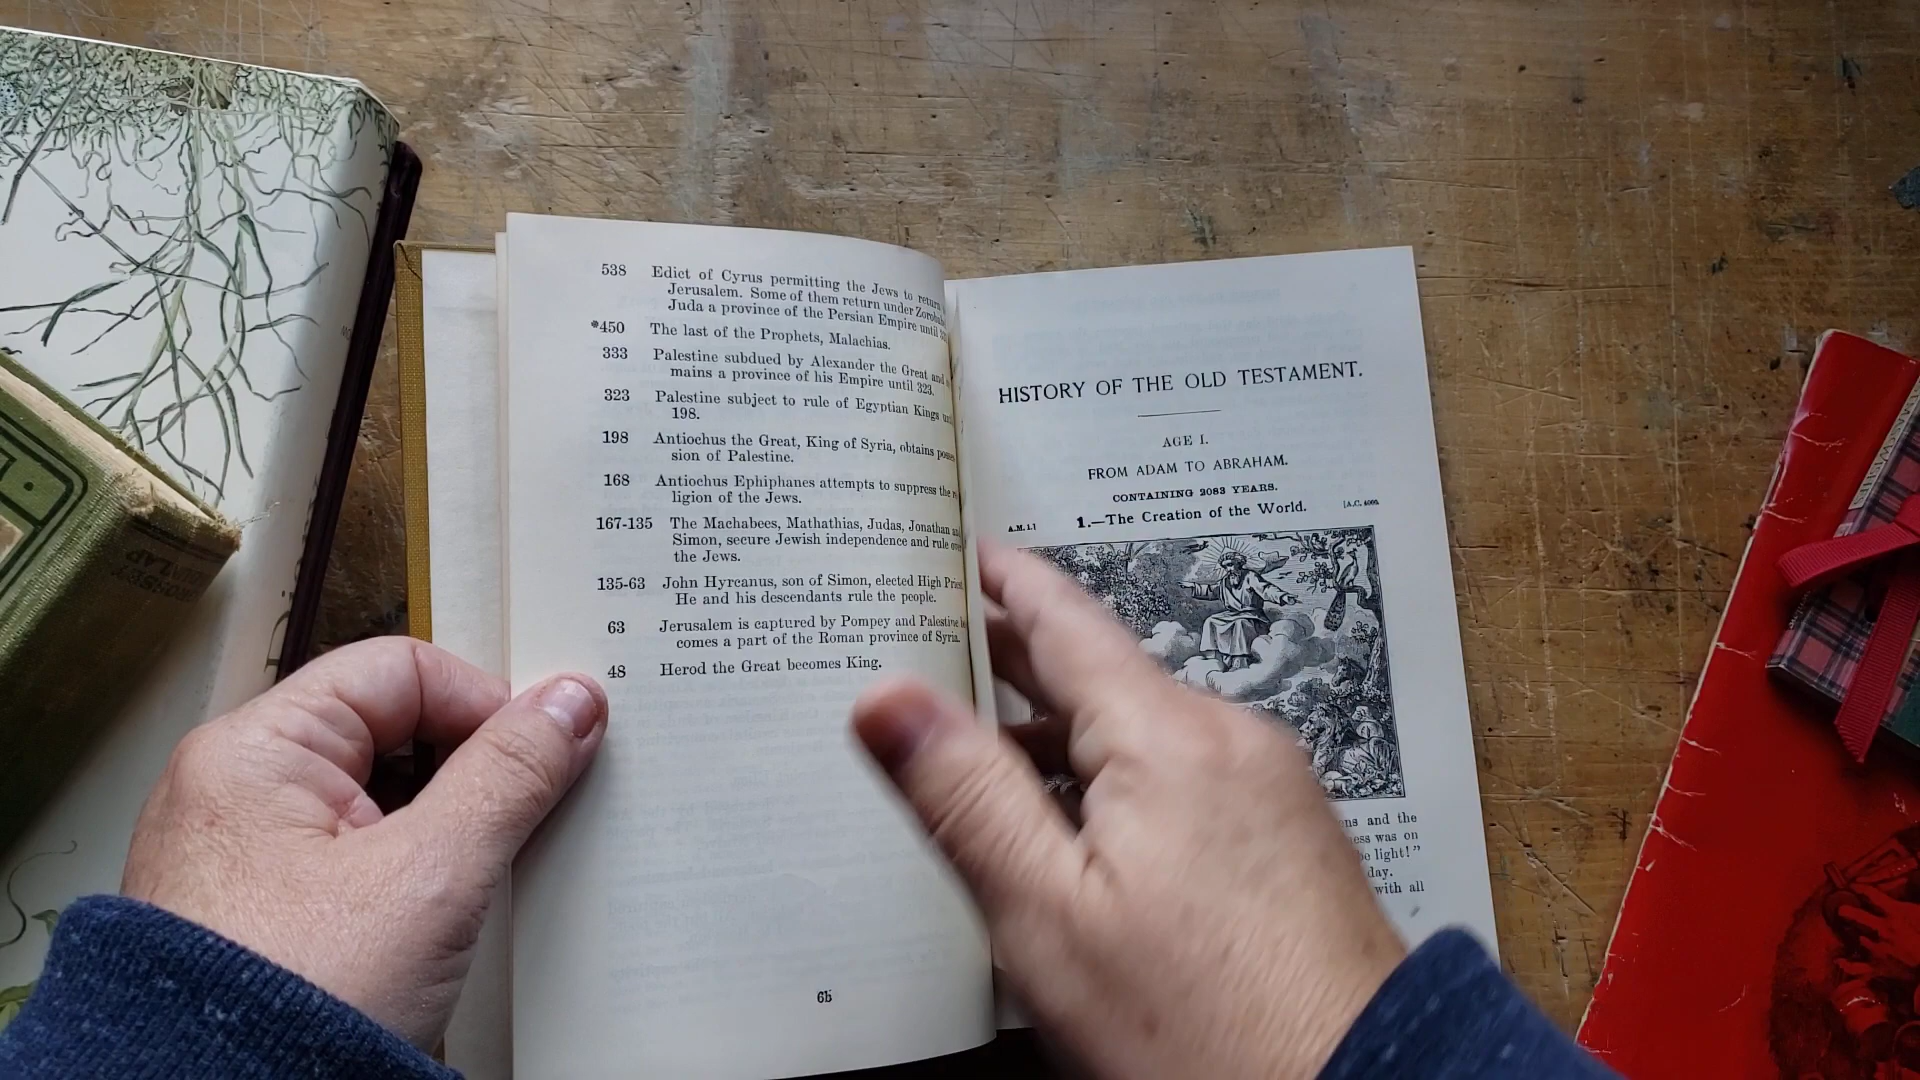 538 Edict of Cyrus permitting the Jews to return
Jerusalem. Some of them return under
Juda a province of the Persian Empire until
*450 The last of the Prophets, Malachias.
333 Palestine subdued by Alexander the Great and
mains a province of his Empire until 323.
323 Palestine subject to rule of Egyptian Kings
198.
198 Antiochus the Great, King of Syria, obtains
sion of Palestine.
168 Antiochus Ephiphanes attempts to suppress the
ligion of the Jews.
167-135 The Machabees, Mathathias, Judas, Jonathan
Simon, secure Jewish independence and rule
the Jews.
135-63 John Hyrcanus, son of Simon, elected High
He and his descendants rule the people.
63 Jerusalem is captured by Pompey and Palestine
comes a part of the Roman province of Syria.
48 Herod the Great becomes King.
6b
HISTORY OF THE OLD TESTAMENT.
AGE I.
FROM ADAM TO ABRAHAM.
CONTAINING 2083 YEARS.
A.M. 1.] 1.—The Creation of the World. [A.C. 4000.
and the
was on
light!"
day.
with all